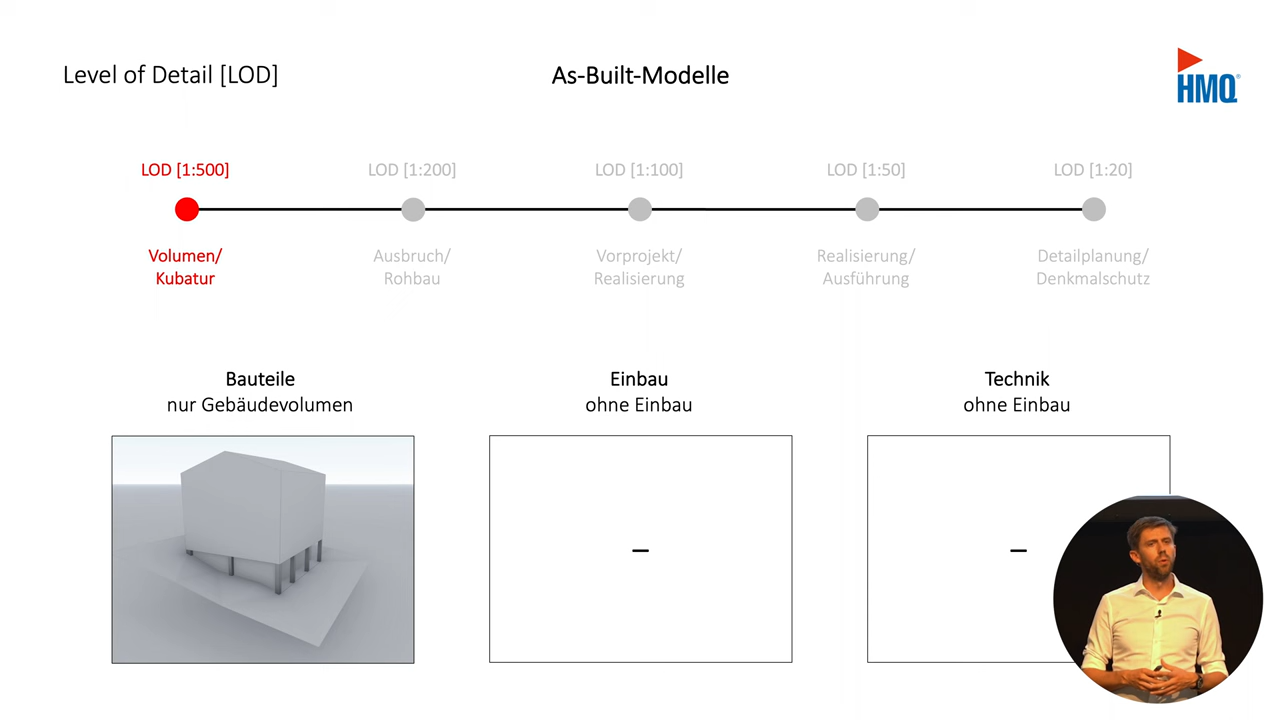 Level of Detail [LOD]
As-Built-Modelle
HMQ®
LOD [1:500]
LOD [1:200]
LOD [1:100]
LOD [1:50]
LOD [1:20]
Volumen/
Kubatur
Ausbruch/
Rohbau
Vorprojekt/
Realisierung
Realisierung/
Ausführung
Detailplanung/
Denkmalschutz
Bauteile
nur Gebäudevolumen
Einbau
ohne Einbau
Technik
ohne Einbau
–
–